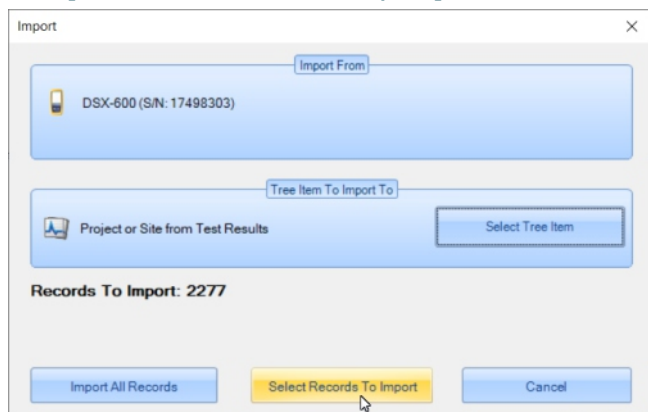 Import
Import From
DSX-600 (S/N: 17498303)
Tree Item To Import To
Project or Site from Test Results
Select Tree Item
Records To Import: 2277
Import All Records
Select Records To Import
Cancel